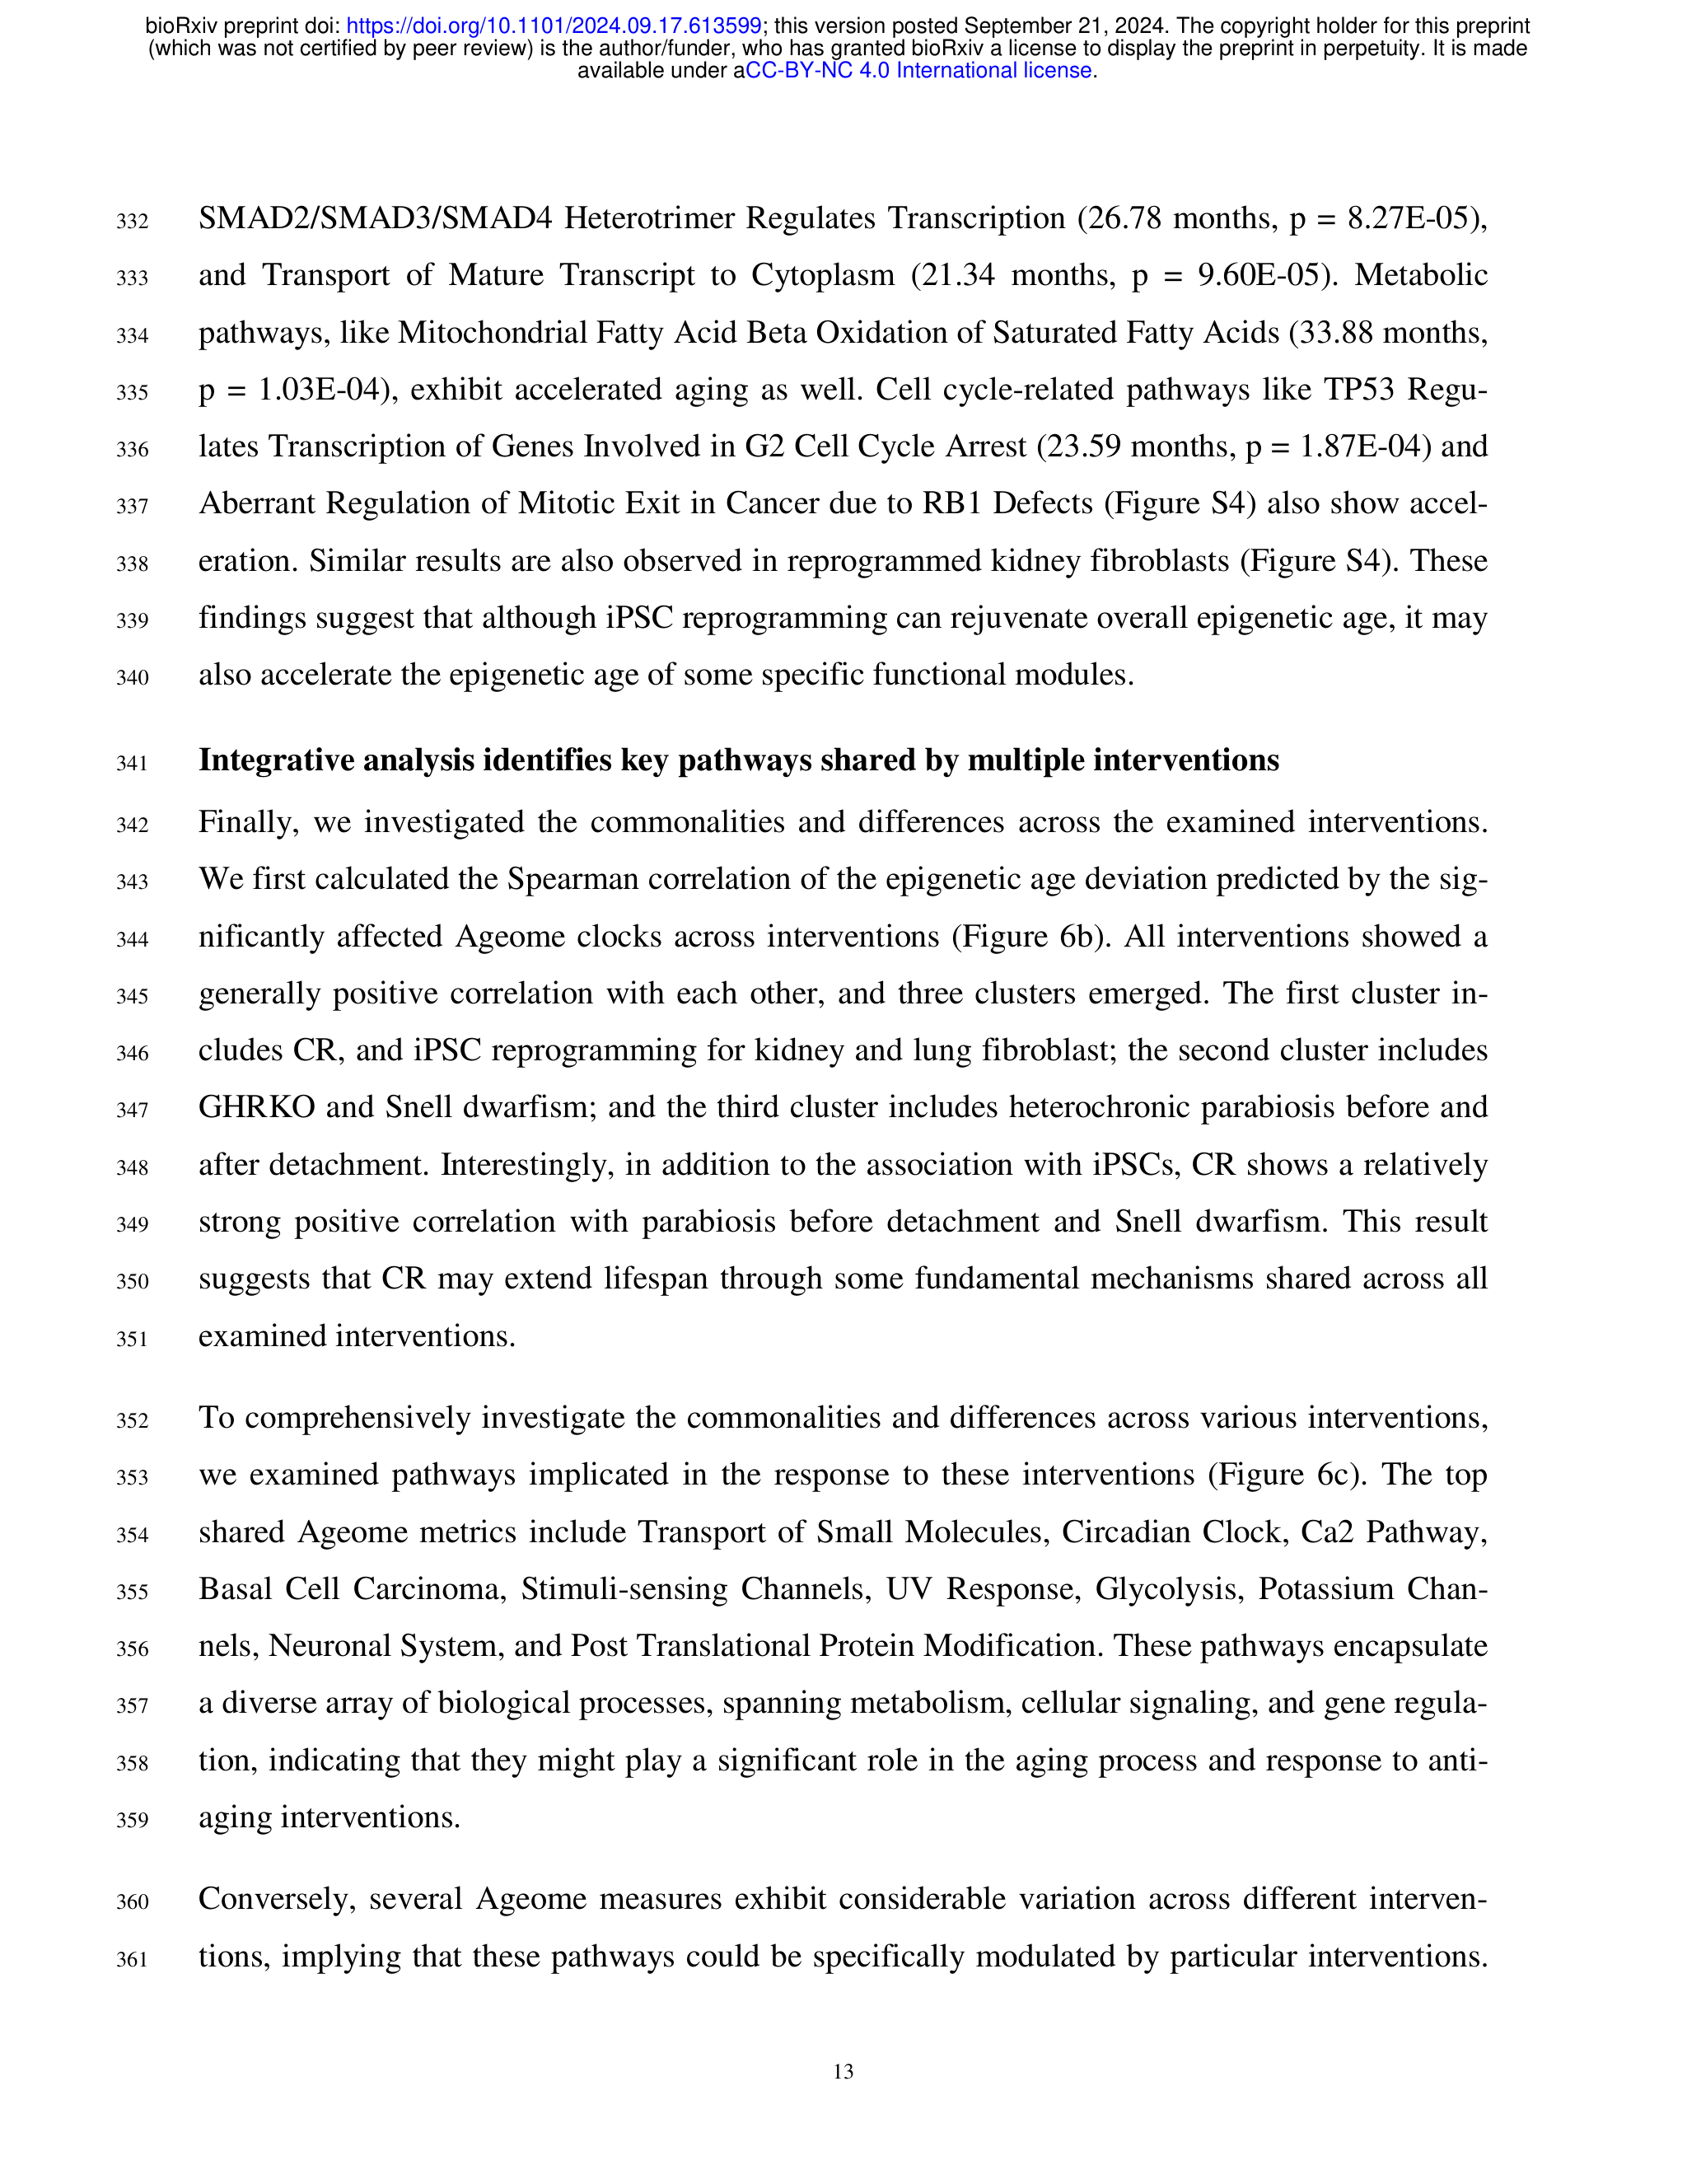 bioRxiv preprint doi: https://doi.org/10.1101/2024.09.17.613599; this version posted September 21, 2024. The copyright holder for this preprint
(which was not certified by peer review) is the author/funder, who has granted bioRxiv a license to display the preprint in perpetuity. It is made
available under aCC-BY-NC 4.0 International license.
332 SMAD2/SMAD3/SMAD4 Heterotrimer Regulates Transcription (26.78 months, p = 8.27E-05),
333 and Transport of Mature Transcript to Cytoplasm (21.34 months, p = 9.60E-05). Metabolic
334 pathways, like Mitochondrial Fatty Acid Beta Oxidation of Saturated Fatty Acids (33.88 months,
335 p = 1.03E-04), exhibit accelerated aging as well. Cell cycle-related pathways like TP53 Regu-
336 lates Transcription of Genes Involved in G2 Cell Cycle Arrest (23.59 months, p = 1.87E-04) and
337 Aberrant Regulation of Mitotic Exit in Cancer due to RB1 Defects (Figure S4) also show accel-
338 eration. Similar results are also observed in reprogrammed kidney fibroblasts (Figure S4). These
339 findings suggest that although iPSC reprogramming can rejuvenate overall epigenetic age, it may
340 also accelerate the epigenetic age of some specific functional modules.
341 Integrative analysis identifies key pathways shared by multiple interventions
342 Finally, we investigated the commonalities and differences across the examined interventions.
343 We first calculated the Spearman correlation of the epigenetic age deviation predicted by the sig-
344 nificantly affected Ageome clocks across interventions (Figure 6b). All interventions showed a
345 generally positive correlation with each other, and three clusters emerged. The first cluster in-
346 cludes CR, and iPSC reprogramming for kidney and lung fibroblast; the second cluster includes
347 GHRKO and Snell dwarfism; and the third cluster includes heterochronic parabiosis before and
348 after detachment. Interestingly, in addition to the association with iPSCs, CR shows a relatively
349 strong positive correlation with parabiosis before detachment and Snell dwarfism. This result
350 suggests that CR may extend lifespan through some fundamental mechanisms shared across all
351 examined interventions.
352 To comprehensively investigate the commonalities and differences across various interventions,
353 we examined pathways implicated in the response to these interventions (Figure 6c). The top
354 shared Ageome metrics include Transport of Small Molecules, Circadian Clock, Ca2 Pathway,
355 Basal Cell Carcinoma, Stimuli-sensing Channels, UV Response, Glycolysis, Potassium Chan-
356 nels, Neuronal System, and Post Translational Protein Modification. These pathways encapsulate
357 a diverse array of biological processes, spanning metabolism, cellular signaling, and gene regula-
358 tion, indicating that they might play a significant role in the aging process and response to anti-
359 aging interventions.
360 Conversely, several Ageome measures exhibit considerable variation across different interven-
361 tions, implying that these pathways could be specifically modulated by particular interventions.
13